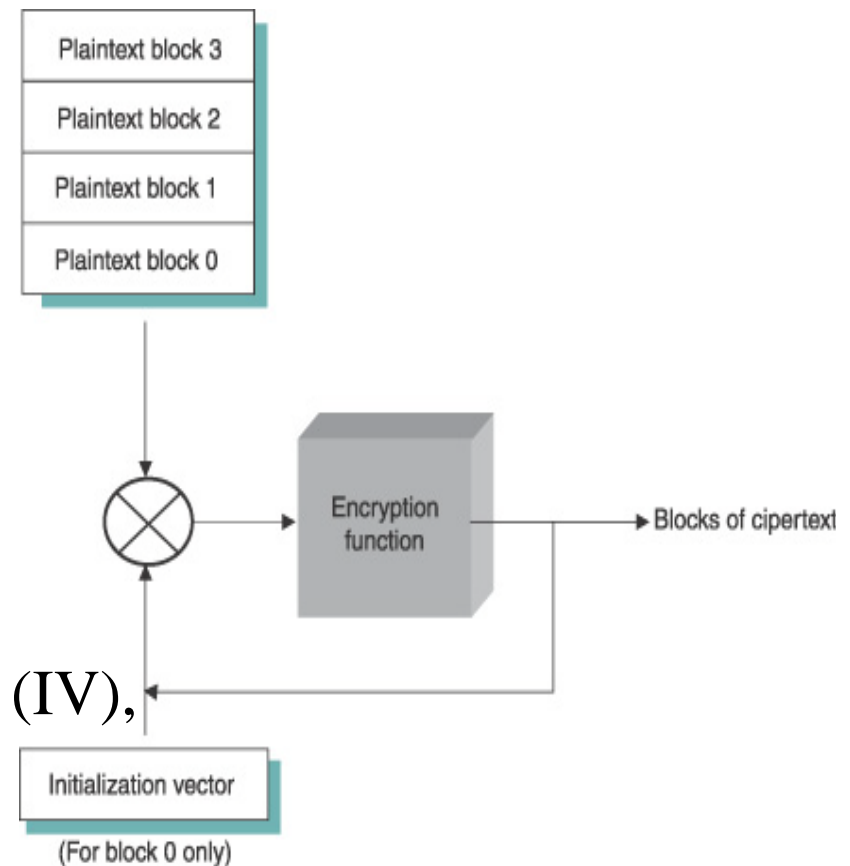 Plaintext block 3
Plaintext block 2
Plaintext block 1
Plaintext block 0
Encryption
function
Blocks of cipertext
(IV),
Initialization vector
(For block 0 only)